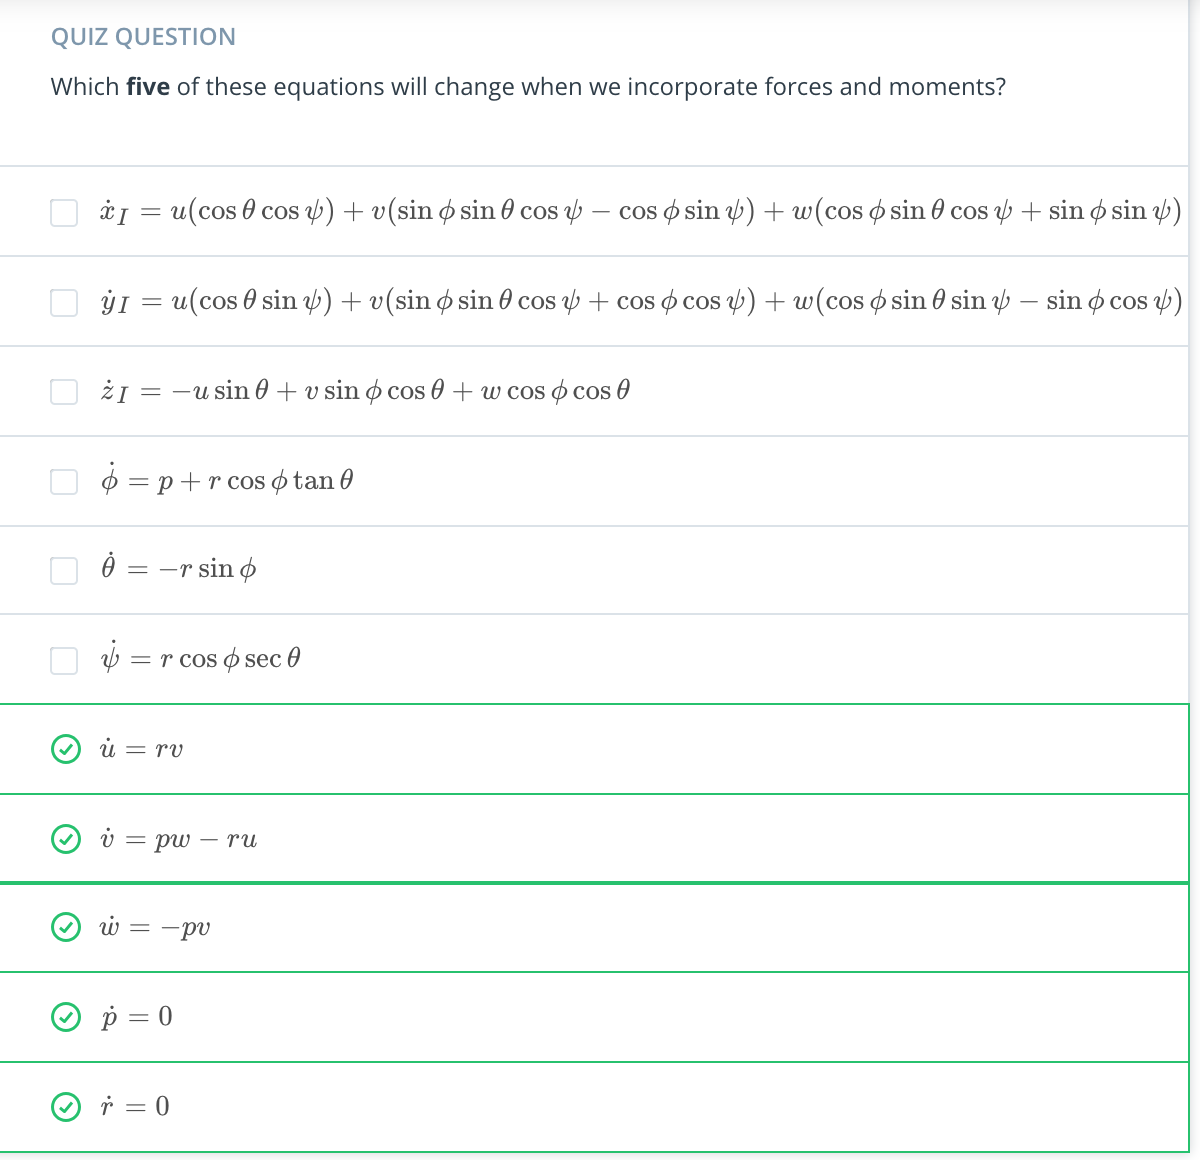 QUIZ QUESTION
Which five of these equations will change when we incorporate forces and moments?
ẋ_I = u(cos θ cos ψ) + v(sin ϕ sin θ cos ψ − cos ϕ sin ψ) + w(cos ϕ sin θ cos ψ + sin ϕ sin ψ)
ẏ_I = u(cos θ sin ψ) + v(sin ϕ sin θ cos ψ + cos ϕ cos ψ) + w(cos ϕ sin θ sin ψ − sin ϕ cos ψ)
ż_I = −u sin θ + v sin ϕ cos θ + w cos ϕ cos θ
ϕ̇ = p + r cos ϕ tan θ
θ̇ = −r sin ϕ
ψ̇ = r cos ϕ sec θ
u̇ = rv
v̇ = pw − ru
ẇ = −pv
ṗ = 0
ṙ = 0